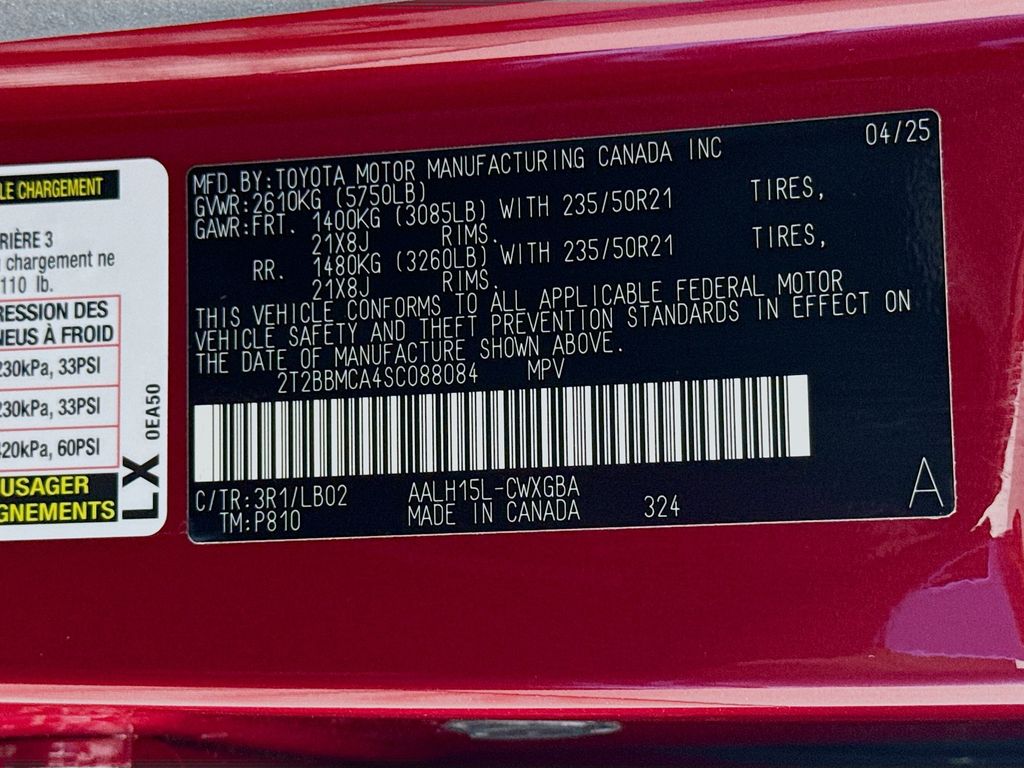 LE CHARGEMENT
RIÈRE 3
chargement ne
110 lb.
RESSION DES
NEUS À FROID
230kPa, 33PSI
230kPa, 33PSI
420kPa, 60PSI
USAGER
GNEMENTS
LX 0EA50
04/25
MFD.BY:TOYOTA MOTOR MANUFACTURING CANADA INC
GVWR:2610KG (5750LB)
GAWR:FRT. 1400KG (3085LB) WITH 235/50R21 TIRES,
21X8J RIMS.
RR. 1480KG (3260LB) WITH 235/50R21 TIRES,
21X8J RIMS.
THIS VEHICLE CONFORMS TO ALL APPLICABLE FEDERAL MOTOR
VEHICLE SAFETY AND THEFT PREVENTION STANDARDS IN EFFECT ON
THE DATE OF MANUFACTURE SHOWN ABOVE.
2T2BBMCA4SC088084 MPV
C/TR:3R1/LB02 AALH15L-CWXGBA
TM:P810 MADE IN CANADA 324
A